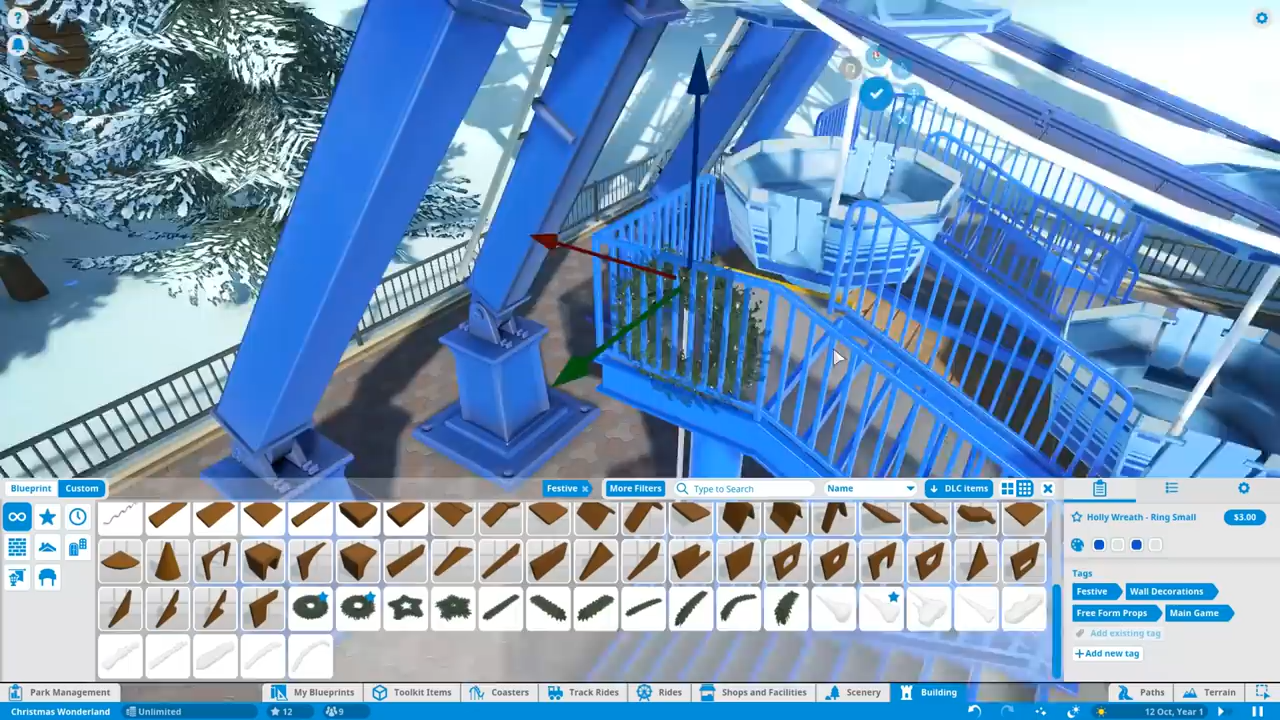 ?
Blueprint Custom Festive × More Filters Type to Search Name DLC items
Holly Wreath - Ring Small $3.00
Tags
Festive Wall Decorations
Free Form Props Main Game
Add existing tag
+ Add new tag
Park Management My Blueprints Toolkit Items Coasters Track Rides Rides Shops and Facilities Scenery Building Paths Terrain
Christmas Wonderland Unlimited 12 9 12 Oct, Year 1